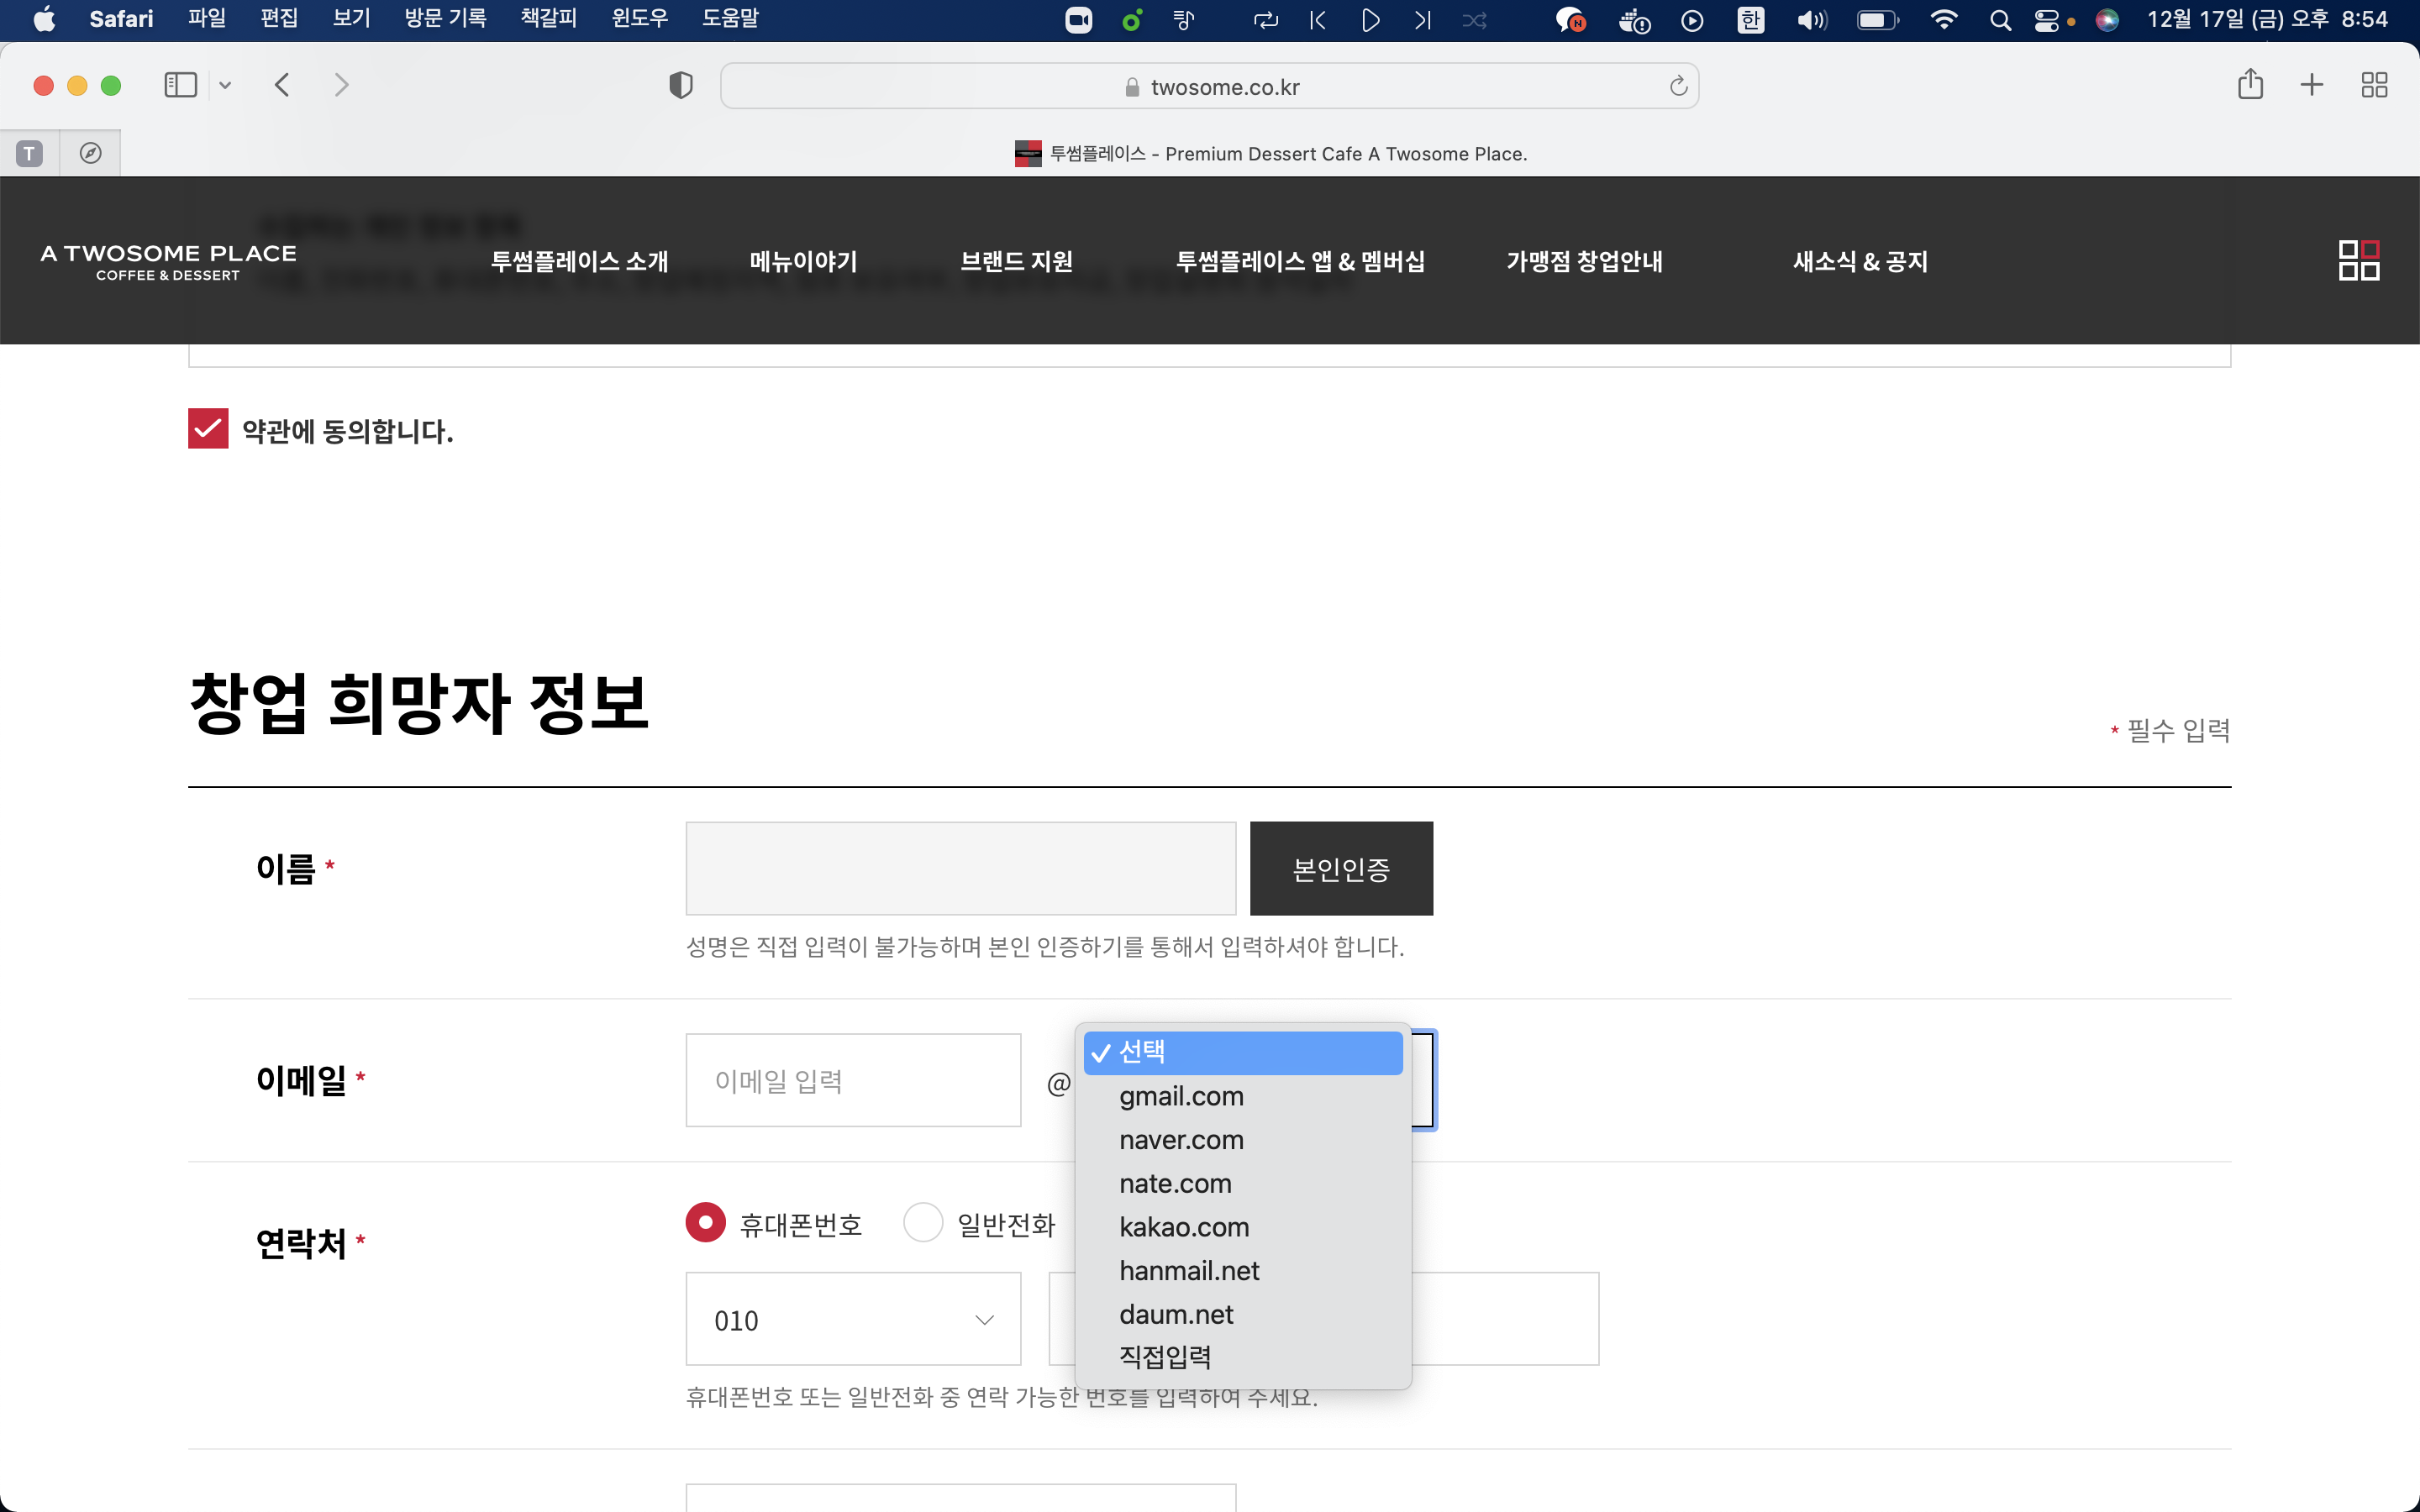 Safari 파일 편집 보기 방문 기록 책갈피 윈도우 도움말 한 12월 17일 (금) 오후 8:54
twosome.co.kr
T 투썸플레이스 - Premium Dessert Cafe A Twosome Place.
A TWOSOME PLACE
COFFEE & DESSERT
투썸플레이스 소개 메뉴이야기 브랜드 지원 투썸플레이스 앱 & 멤버십 가맹점 창업안내 새소식 & 공지
약관에 동의합니다.
창업 희망자 정보
* 필수 입력
이름 *
본인인증
성명은 직접 입력이 불가능하며 본인 인증하기를 통해서 입력하셔야 합니다.
이메일 *
이메일 입력
@
선택
gmail.com
naver.com
nate.com
kakao.com
hanmail.net
daum.net
직접입력
연락처 *
휴대폰번호 일반전화
010
휴대폰번호 또는 일반전화 중 연락 가능한 번호를 입력하여 주세요.